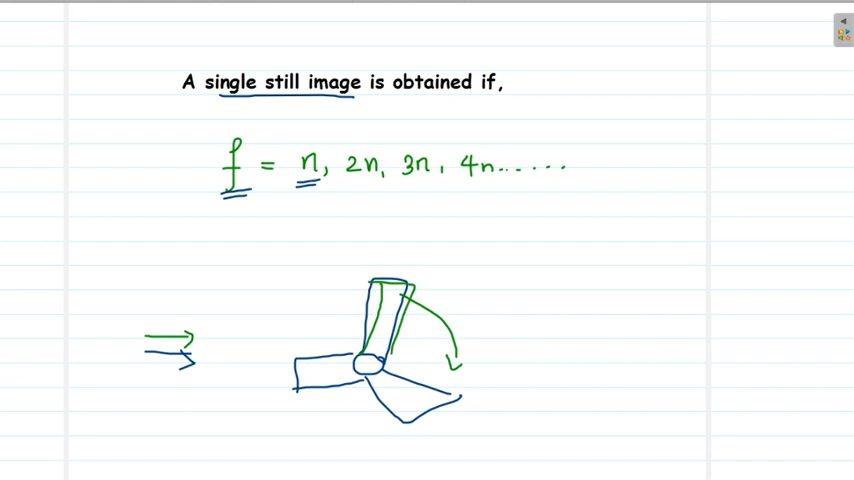 A single still image is obtained if,
f = n, 2n, 3n, 4n......